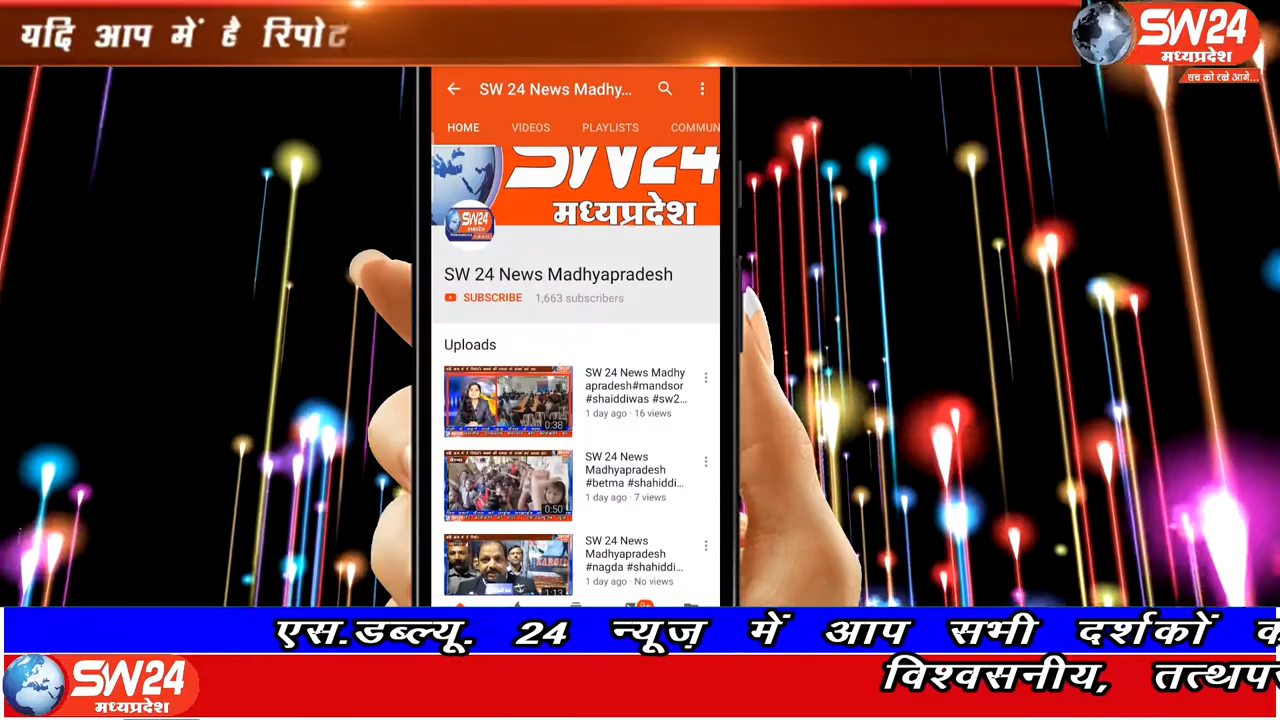 यदि आप में है रिपोर्ट
SW24
मध्यप्रदेश
सच को रखे आगे...
SW 24 News Madhy...
HOME VIDEOS PLAYLISTS COMMUN
SW24
मध्यप्रदेश
SW24
SW 24 News Madhyapradesh
SUBSCRIBE 1,663 subscribers
Uploads
SW 24 News Madhy
apradesh#mandsor
#shaiddiwas #sw2...
1 day ago · 16 views
0:38
SW 24 News
Madhyapradesh
#betma #shahiddi...
1 day ago · 7 views
0:50
SW 24 News
Madhyapradesh
#nagda #shahiddi...
1 day ago · No views
1:13
एस.डब्ल्यू. 24 न्यूज़ में आप सभी दर्शकों क
विश्वसनीय, तत्थपर
SW24
मध्यप्रदेश